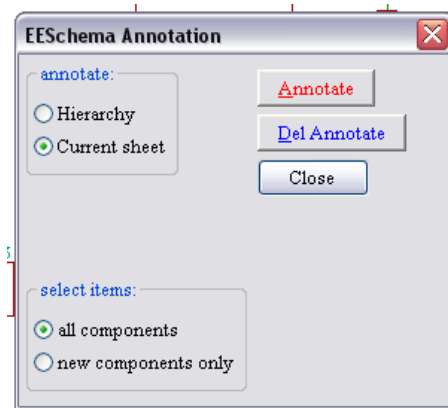 EESchema Annotation
annotate:
Hierarchy
Current sheet
Annotate
Del Annotate
Close
select items:
all components
new components only